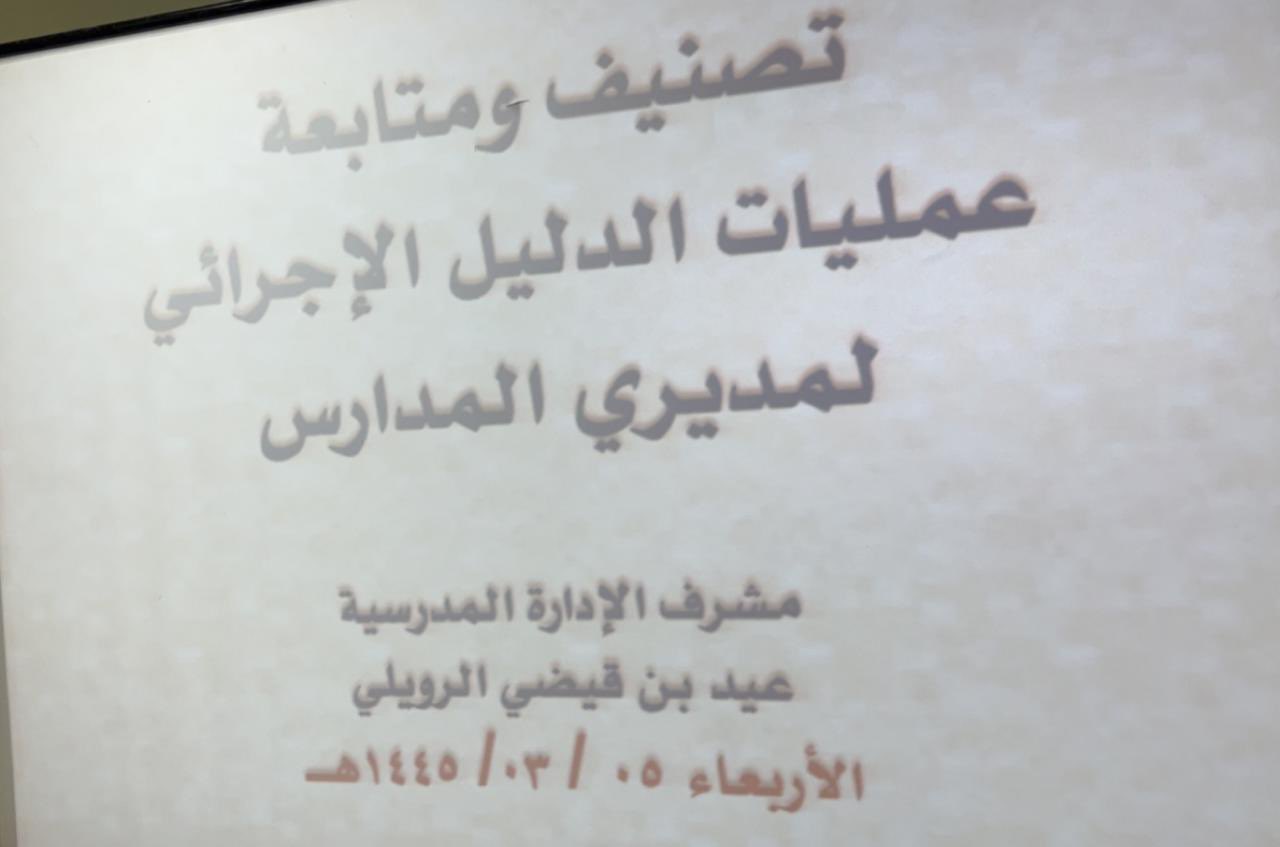 تصنيف ومتابعة
عمليات الدليل الإجرائي
لمديري المدارس
مشرف الإدارة المدرسية
عيد بن قيضي الرويلي
الأربعاء ٠٥ / ٠٣/ ١٤٤٥هـ